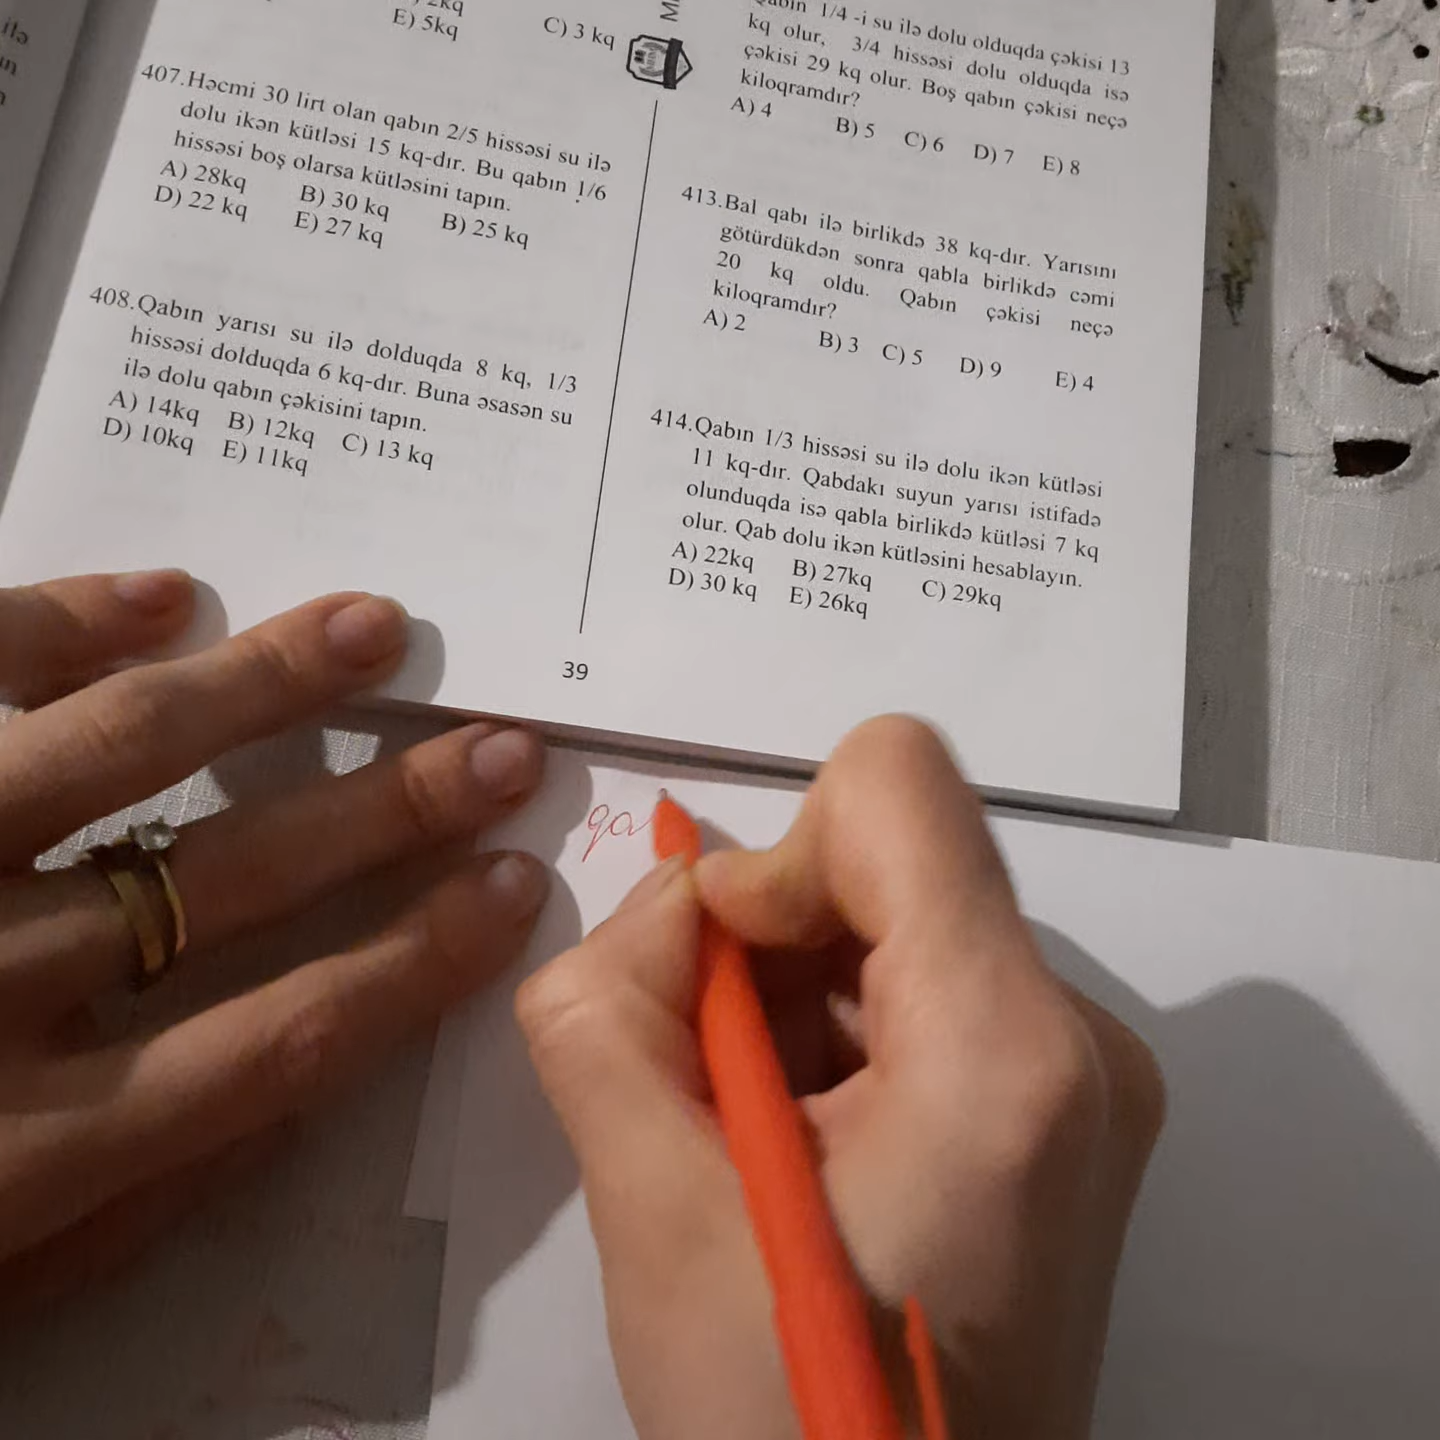 ilə
ın
2kq
E) 5kq
C) 3 kq
407.Həcmi 30 lirt olan qabın 2/5 hissəsi su ilə
dolu ikən kütləsi 15 kq-dır. Bu qabın 1/6
hissəsi boş olarsa kütləsini tapın.
A) 28kq B) 30 kq B) 25 kq
D) 22 kq E) 27 kq
408.Qabın yarısı su ilə dolduqda 8 kq, 1/3
hissəsi dolduqda 6 kq-dır. Buna əsasən su
ilə dolu qabın çəkisini tapın.
A) 14kq B) 12kq C) 13 kq
D) 10kq E) 11kq
1/4 -i su ilə dolu olduqda çəkisi 13
kq olur, 3/4 hissəsi dolu olduqda isə
çəkisi 29 kq olur. Boş qabın çəkisi neçə
kiloqramdır?
A) 4 B) 5 C) 6 D) 7 E) 8
413.Bal qabı ilə birlikdə 38 kq-dır. Yarısını
götürdükdən sonra qabla birlikdə cəmi
20 kq oldu. Qabın çəkisi neçə
kiloqramdır?
A) 2 B) 3 C) 5 D) 9 E) 4
414.Qabın 1/3 hissəsi su ilə dolu ikən kütləsi
11 kq-dır. Qabdakı suyun yarısı istifadə
olunduqda isə qabla birlikdə kütləsi 7 kq
olur. Qab dolu ikən kütləsini hesablayın.
A) 22kq B) 27kq C) 29kq
D) 30 kq E) 26kq
39
qa